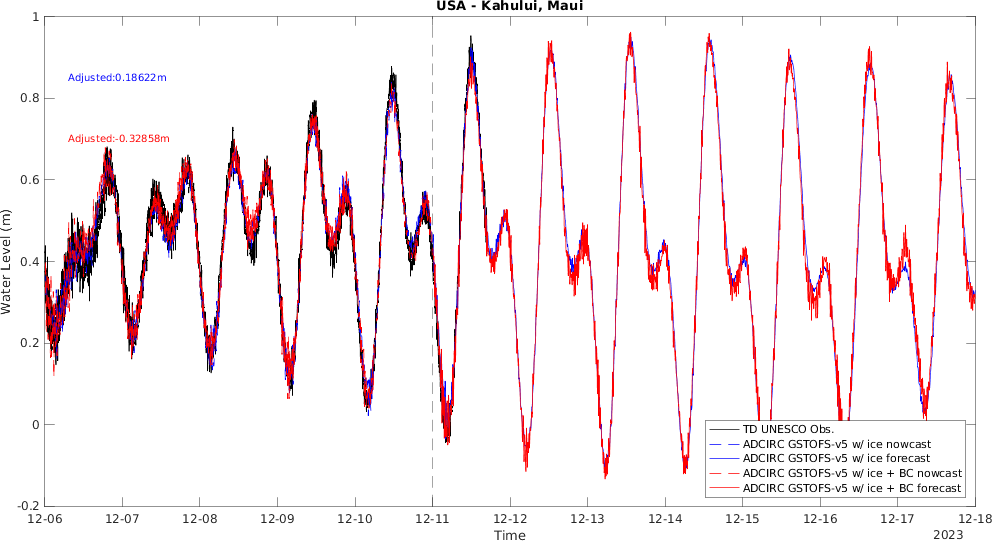 USA - Kahului, Maui
1
Adjusted:0.18622m
0.8
Adjusted:-0.32858m
0.6
Water Level (m)
0.4
0.2
0
TD UNESCO Obs.
ADCIRC GSTOFS-v5 w/ ice nowcast
ADCIRC GSTOFS-v5 w/ ice forecast
ADCIRC GSTOFS-v5 w/ ice + BC nowcast
ADCIRC GSTOFS-v5 w/ ice + BC forecast
-0.2
12-06 12-07 12-08 12-09 12-10 12-11 12-12 12-13 12-14 12-15 12-16 12-17 12-18
Time
2023